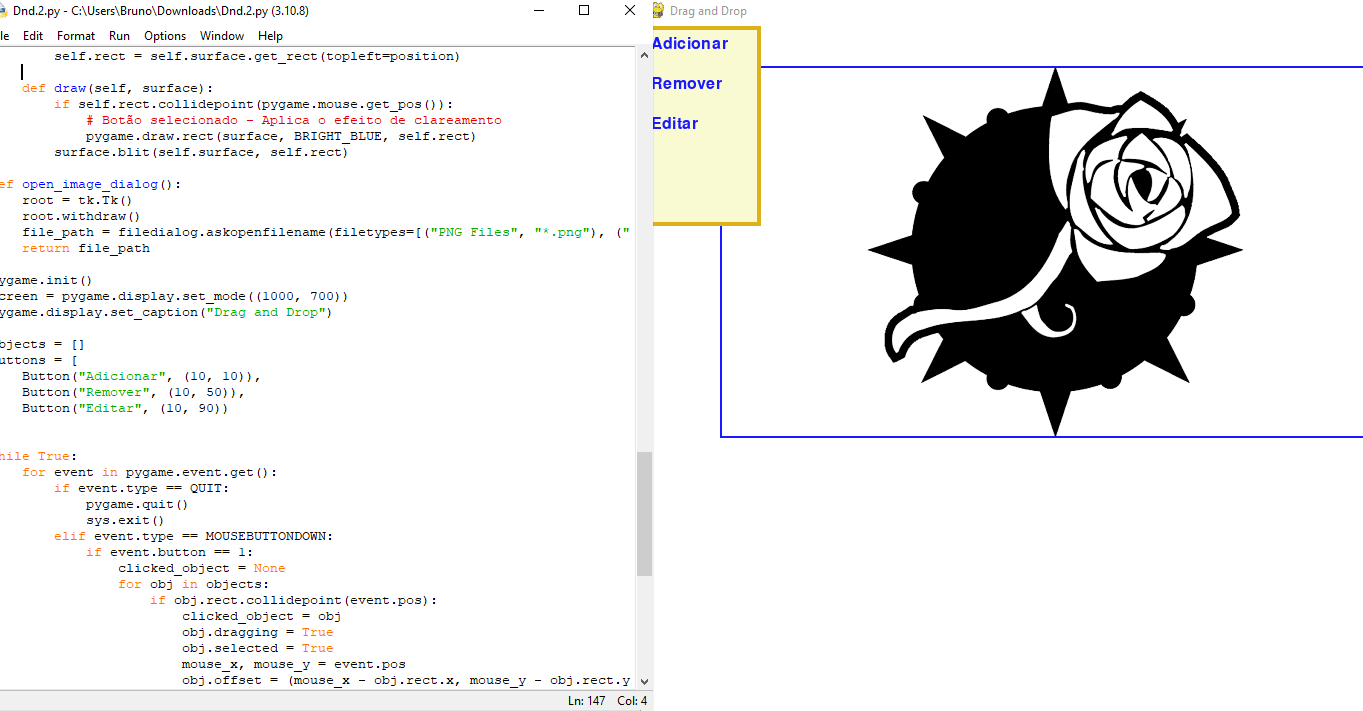 Dnd.2.py - C:\Users\Bruno\Downloads\Dnd.2.py (3.10.8)
le Edit Format Run Options Window Help
self.rect = self.surface.get_rect(topleft=position)
def draw(self, surface):
if self.rect.collidepoint(pygame.mouse.get_pos()):
# Botão selecionado - Aplica o efeito de clareamento
pygame.draw.rect(surface, BRIGHT_BLUE, self.rect)
surface.blit(self.surface, self.rect)
ef open_image_dialog():
root = tk.Tk()
root.withdraw()
file_path = filedialog.askopenfilename(filetypes=[("PNG Files", "*.png"), ("
return file_path
ygame.init()
creen = pygame.display.set_mode((1000, 700))
ygame.display.set_caption("Drag and Drop")
bjects = []
uttons = [
Button("Adicionar", (10, 10)),
Button("Remover", (10, 50)),
Button("Editar", (10, 90))
hile True:
for event in pygame.event.get():
if event.type == QUIT:
pygame.quit()
sys.exit()
elif event.type == MOUSEBUTTONDOWN:
if event.button == 1:
clicked_object = None
for obj in objects:
if obj.rect.collidepoint(event.pos):
clicked_object = obj
obj.dragging = True
obj.selected = True
mouse_x, mouse_y = event.pos
obj.offset = (mouse_x - obj.rect.x, mouse_y - obj.rect.y
Ln: 147 Col: 4
Drag and Drop
Adicionar
Remover
Editar